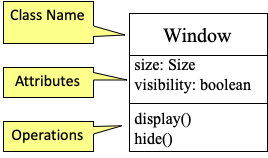 Class Name
Window
size: Size
Attributes
visibility: boolean
display()
Operations
hide()